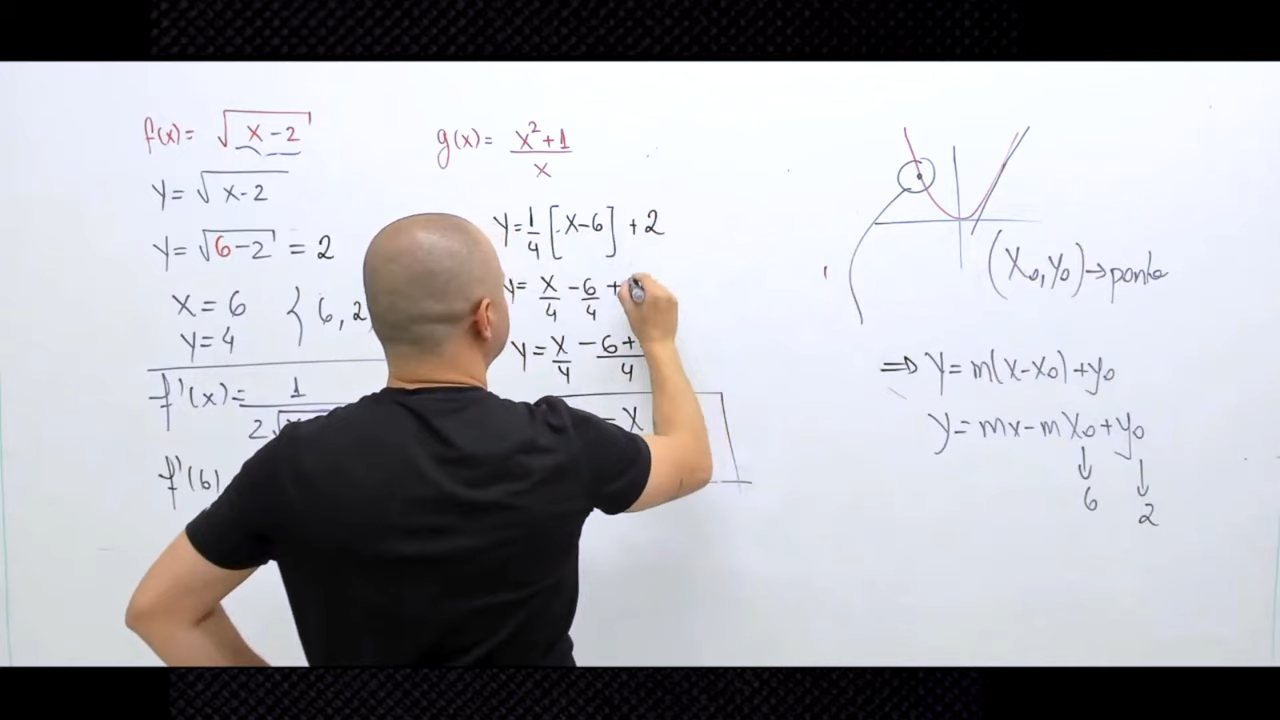 f(x)= √x-2
y= √x-2
y= √6-2 = 2
x = 6
y= 4
{ 6, 2
f'(x)= 1
2√
f'(6)
g(x)= x²+1
x
y= 1/4 [x-6] + 2
y= x/4 - 6/4 +
y= x/4 - 6+
4
= x
(x₀, y₀) → ponto
⇒ y= m(x-x₀)+y₀
y= mx-mx₀+y₀
↓ ↓
6 2